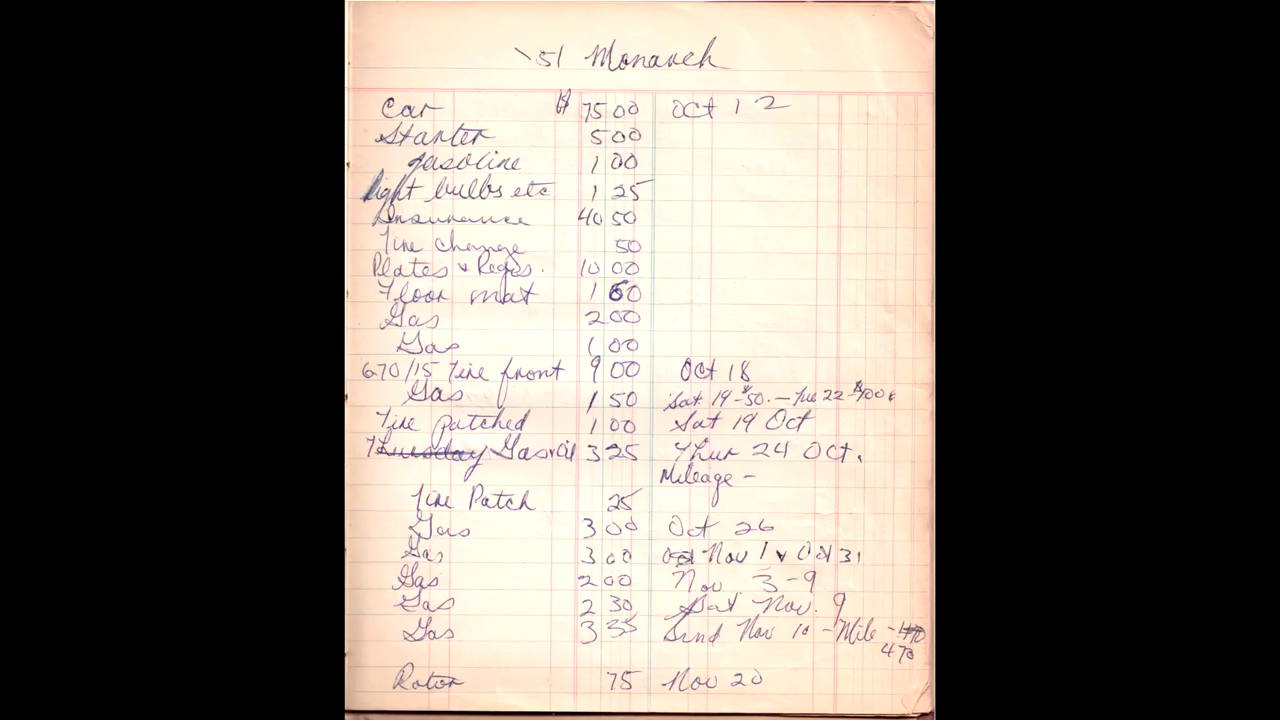 '51 Monarch
Car $ 75 00 Oct 12
Starter 5 00
gasoline 1 00
light bulbs etc 1 25
Insurance 40 50
Tire change 50
Plates & Regis. 10 00
Floor mat 1 60
Gas 2 00
Gas 1 00
670/15 Tire front 9 00 Oct 18
Gas 1 50 Sat. 19 - $50. - Tue 22 - $1 00
Tire patched 1 00 Sat 19 Oct
Gas & Oil 3 25 Thur 24 Oct.
Mileage -
Tire Patch 25
Gas 3 00 Oct 26
Gas 3 00 Nov 1 & Oct 31
Gas 2 00 Nov. 3-9
Gas 2 30 Sat Nov. 9
Gas 3 35 Sund Nov 10 - Mile -
470
Rotor 75 Nov 20